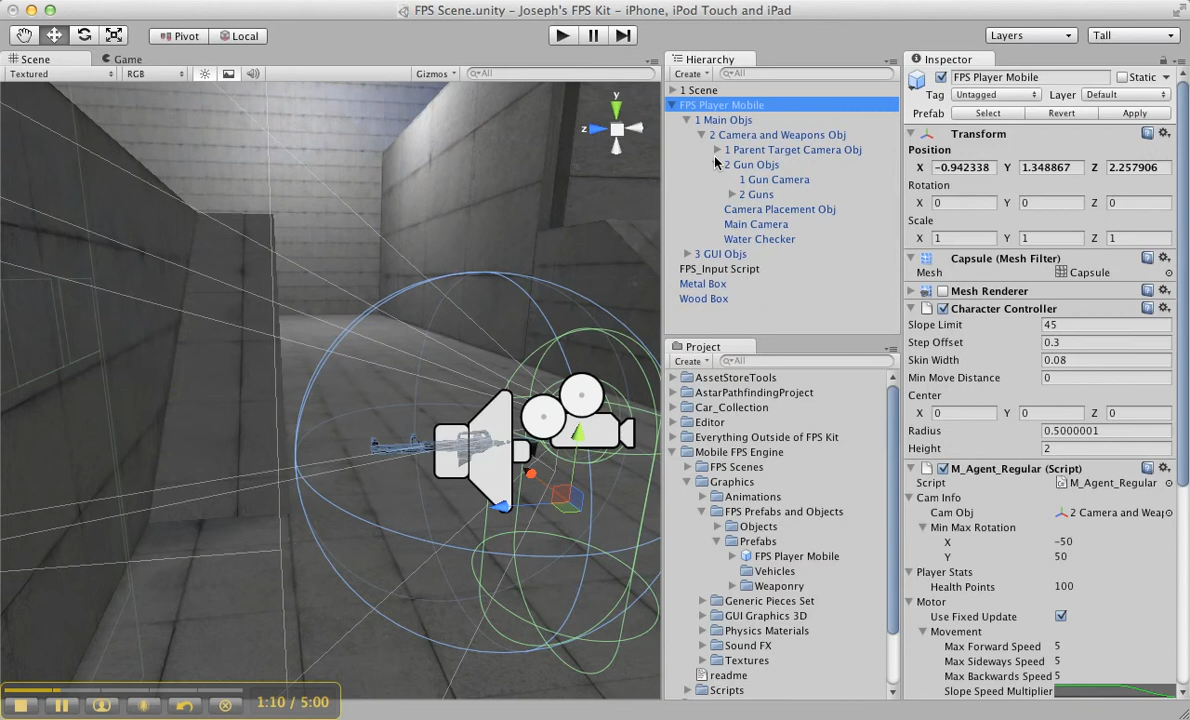 FPS Scene.unity – Joseph's FPS Kit – iPhone, iPod Touch and iPad
Pivot
Local
Layers
Tall
Scene
Game
Textured
RGB
Gizmos
All
y
z
1:10 / 5:00
Hierarchy
Create
All
1 Scene
FPS Player Mobile
1 Main Objs
2 Camera and Weapons Obj
1 Parent Target Camera Obj
2 Gun Objs
1 Gun Camera
2 Guns
Camera Placement Obj
Main Camera
Water Checker
3 GUI Objs
FPS_Input Script
Metal Box
Wood Box
Project
Create
All
AssetStoreTools
AstarPathfindingProject
Car_Collection
Editor
Everything Outside of FPS Kit
Mobile FPS Engine
FPS Scenes
Graphics
Animations
FPS Prefabs and Objects
Objects
Prefabs
FPS Player Mobile
Vehicles
Weaponry
Generic Pieces Set
GUI Graphics 3D
Physics Materials
Sound FX
Textures
readme
Scripts
Inspector
FPS Player Mobile
Static
Tag Untagged Layer Default
Prefab Select Revert Apply
Transform
Position
X -0.942338 Y 1.348867 Z 2.257906
Rotation
X 0 Y 0 Z 0
Scale
X 1 Y 1 Z 1
Capsule (Mesh Filter)
Mesh Capsule
Mesh Renderer
Character Controller
Slope Limit 45
Step Offset 0.3
Skin Width 0.08
Min Move Distance 0
Center
X 0 Y 0 Z 0
Radius 0.5000001
Height 2
M_Agent_Regular (Script)
Script M_Agent_Regular
Cam Info
Cam Obj 2 Camera and Weap
Min Max Rotation
X -50
Y 50
Player Stats
Health Points 100
Motor
Use Fixed Update
Movement
Max Forward Speed 5
Max Sideways Speed 5
Max Backwards Speed 5
Slope Speed Multiplier